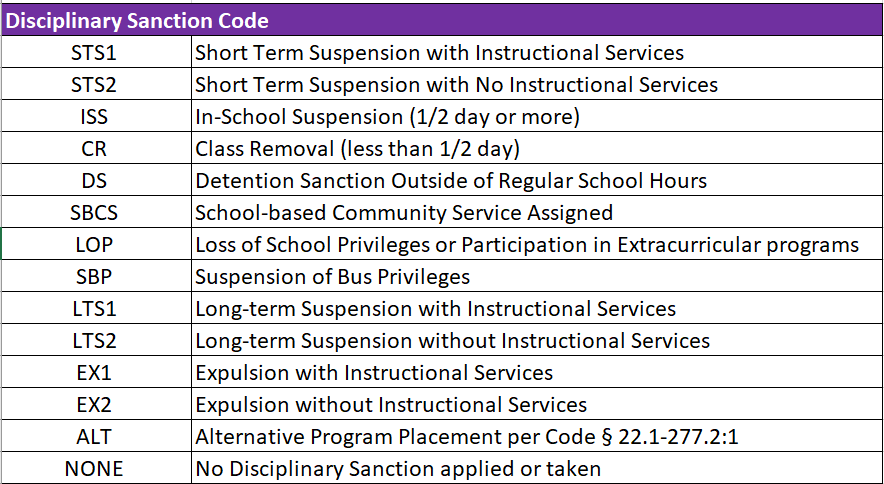 Disciplinary Sanction Code
STS1 Short Term Suspension with Instructional Services
STS2 Short Term Suspension with No Instructional Services
ISS In-School Suspension (1/2 day or more)
CR Class Removal (less than 1/2 day)
DS Detention Sanction Outside of Regular School Hours
SBCS School-based Community Service Assigned
LOP Loss of School Privileges or Participation in Extracurricular programs
SBP Suspension of Bus Privileges
LTS1 Long-term Suspension with Instructional Services
LTS2 Long-term Suspension without Instructional Services
EX1 Expulsion with Instructional Services
EX2 Expulsion without Instructional Services
ALT Alternative Program Placement per Code § 22.1-277.2:1
NONE No Disciplinary Sanction applied or taken